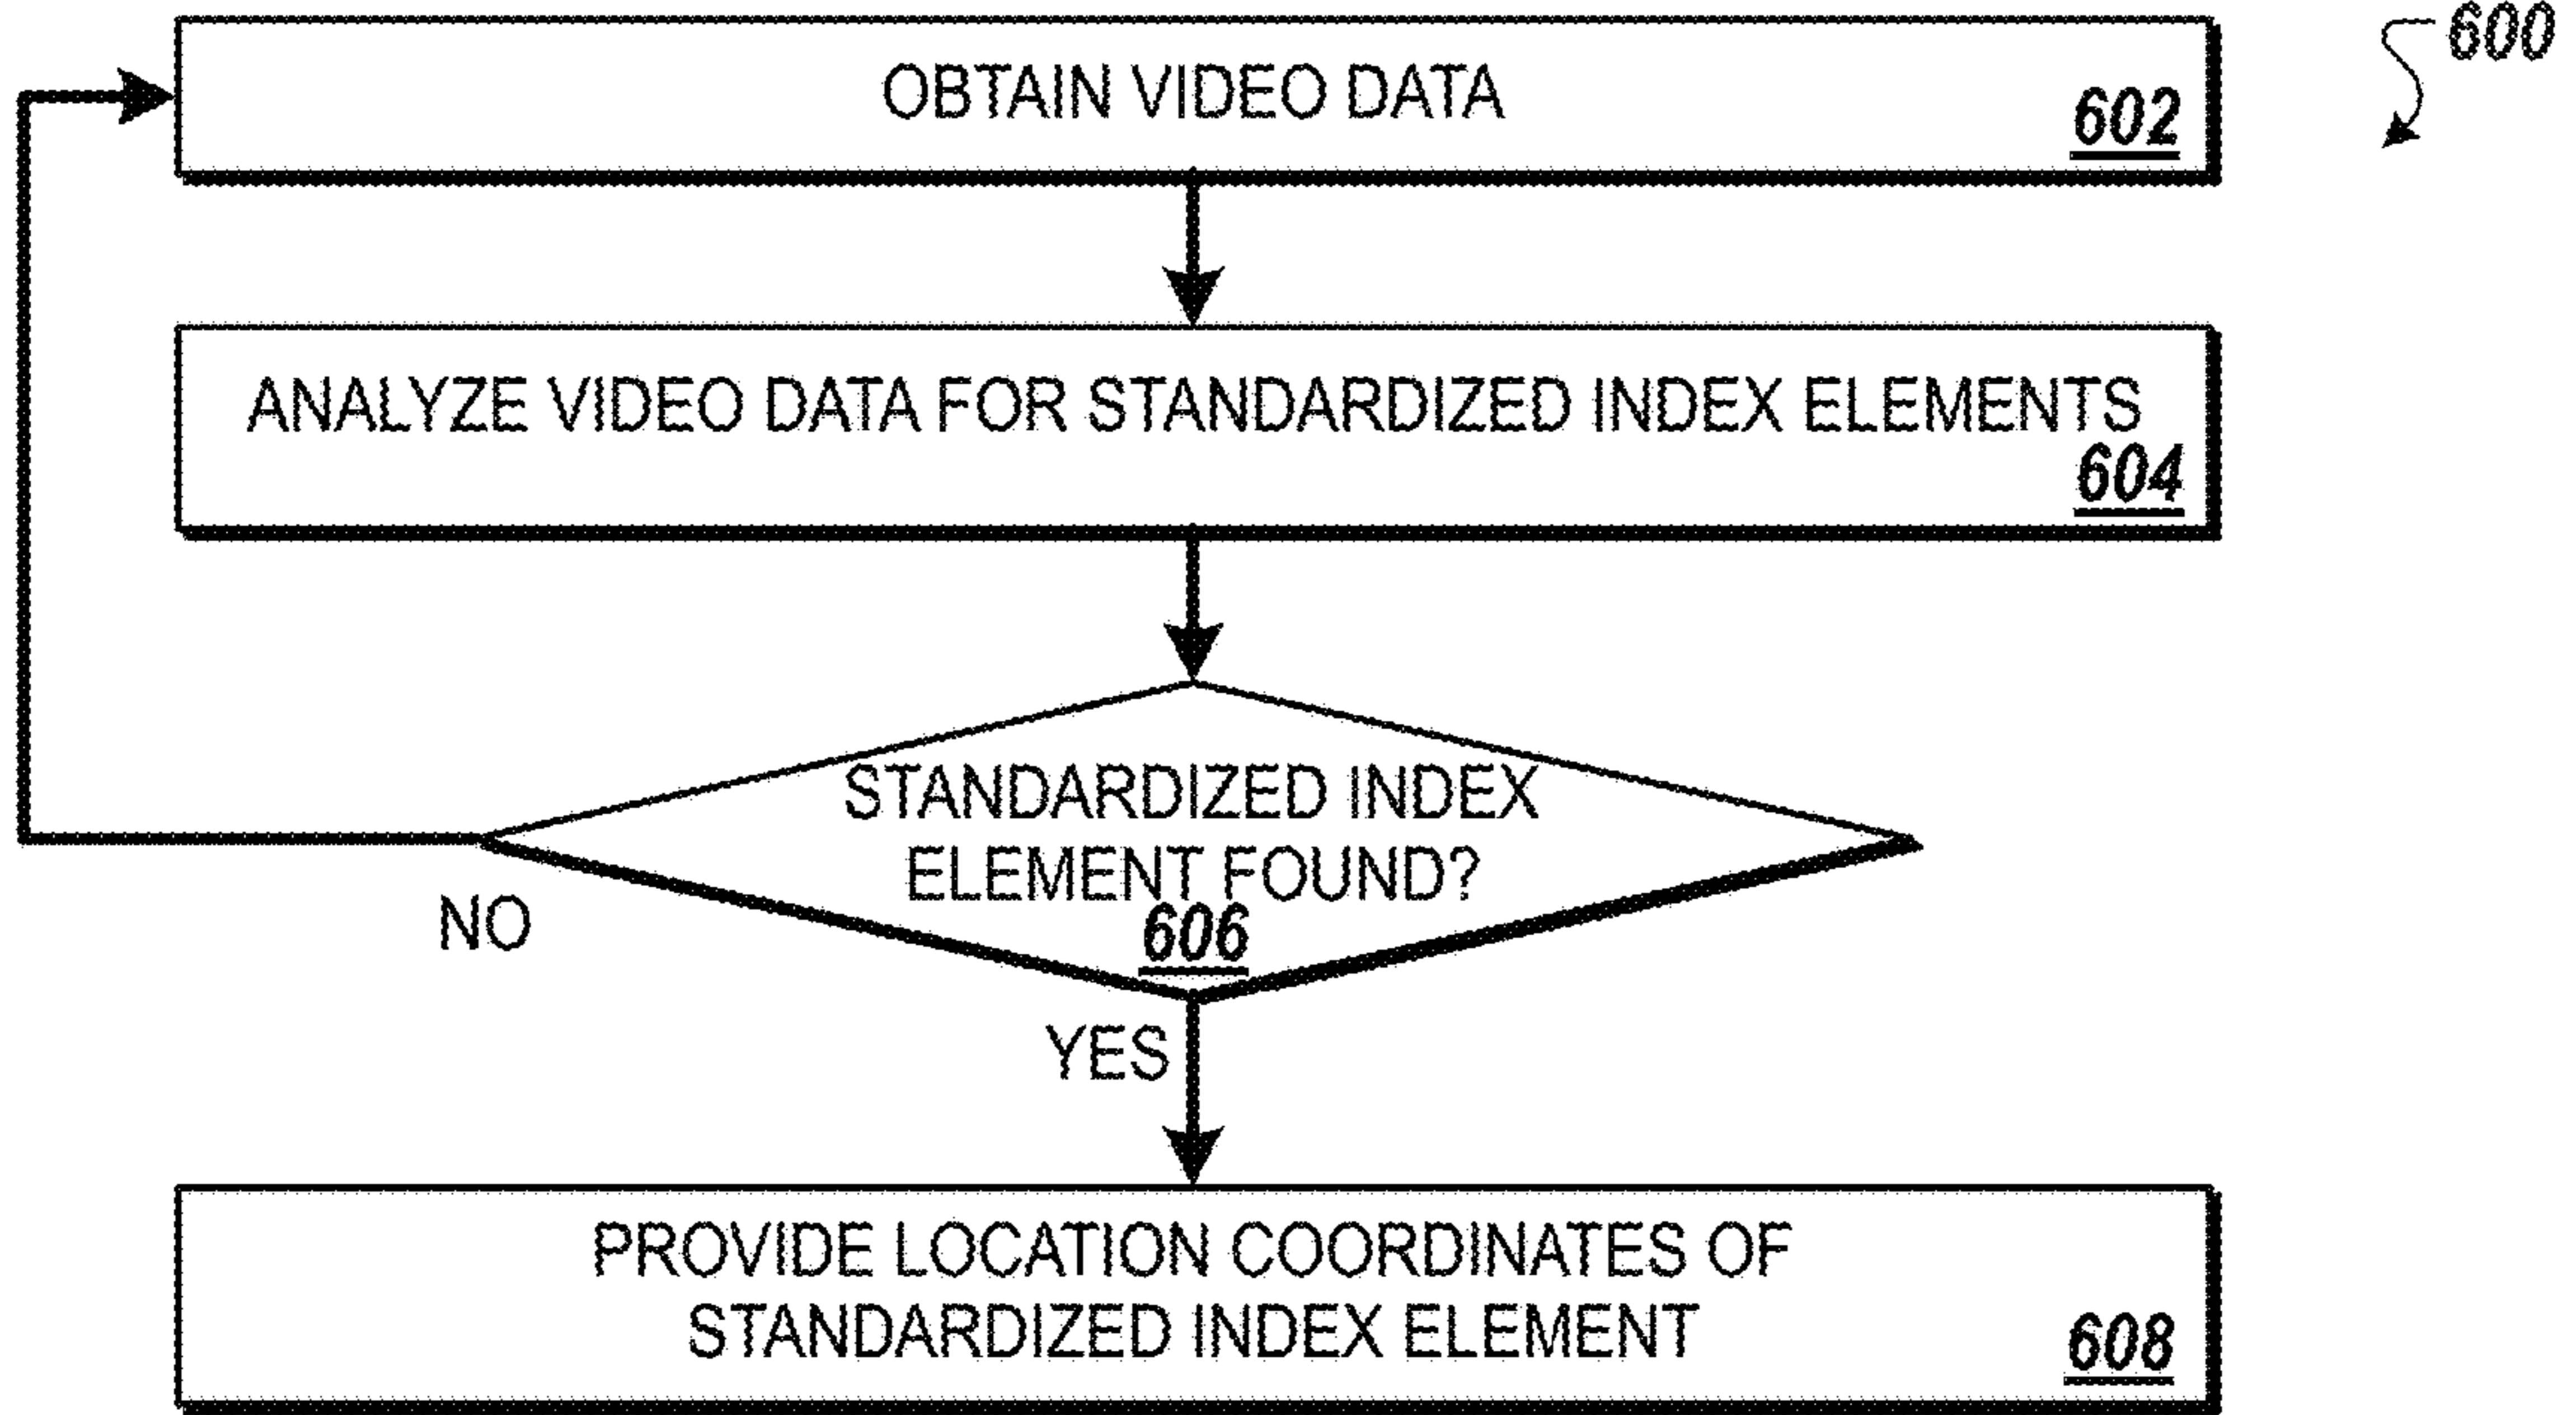 600
OBTAIN VIDEO DATA
602
ANALYZE VIDEO DATA FOR STANDARDIZED INDEX ELEMENTS
604
STANDARDIZED INDEX
ELEMENT FOUND?
606
NO
YES
PROVIDE LOCATION COORDINATES OF
STANDARDIZED INDEX ELEMENT
608